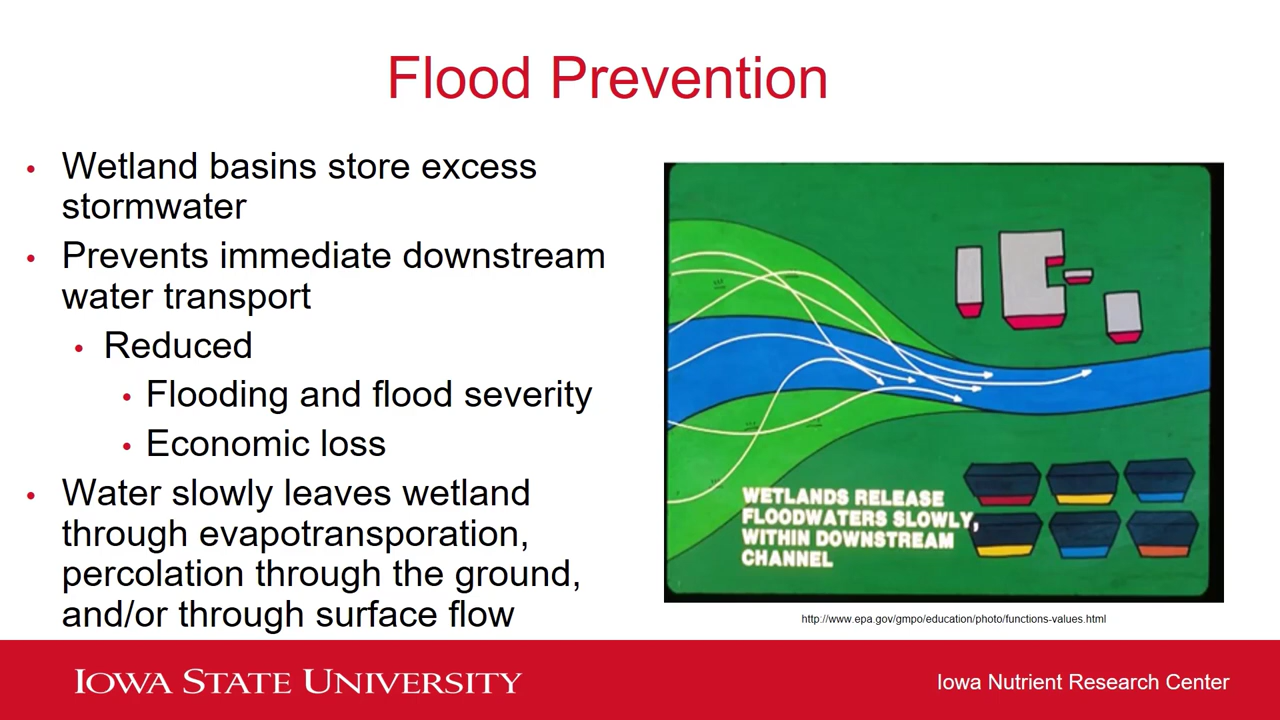 Flood Prevention
• Wetland basins store excess
stormwater
• Prevents immediate downstream
water transport
• Reduced
• Flooding and flood severity
• Economic loss
• Water slowly leaves wetland
through evapotransporation,
percolation through the ground,
and/or through surface flow
WETLANDS RELEASE
FLOODWATERS SLOWLY,
WITHIN DOWNSTREAM
CHANNEL
http://www.epa.gov/gmpo/education/photo/functions-values.html
IOWA STATE UNIVERSITY
Iowa Nutrient Research Center